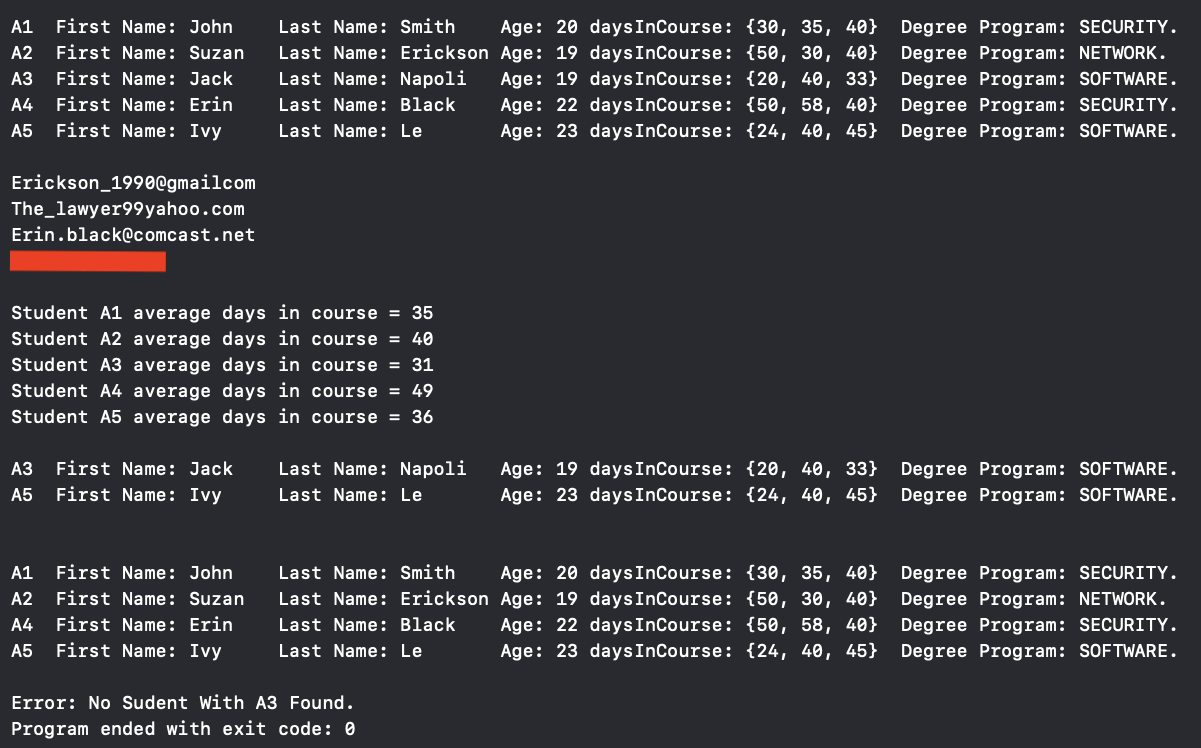 A1  First Name: John    Last Name: Smith    Age: 20 daysInCourse: {30, 35, 40}  Degree Program: SECURITY.
A2  First Name: Suzan   Last Name: Erickson Age: 19 daysInCourse: {50, 30, 40}  Degree Program: NETWORK.
A3  First Name: Jack    Last Name: Napoli   Age: 19 daysInCourse: {20, 40, 33}  Degree Program: SOFTWARE.
A4  First Name: Erin    Last Name: Black    Age: 22 daysInCourse: {50, 58, 40}  Degree Program: SECURITY.
A5  First Name: Ivy     Last Name: Le       Age: 23 daysInCourse: {24, 40, 45}  Degree Program: SOFTWARE.
Erickson_1990@gmailcom
The_lawyer99yahoo.com
Erin.black@comcast.net
Student A1 average days in course = 35
Student A2 average days in course = 40
Student A3 average days in course = 31
Student A4 average days in course = 49
Student A5 average days in course = 36
A3  First Name: Jack    Last Name: Napoli   Age: 19 daysInCourse: {20, 40, 33}  Degree Program: SOFTWARE.
A5  First Name: Ivy     Last Name: Le       Age: 23 daysInCourse: {24, 40, 45}  Degree Program: SOFTWARE.
A1  First Name: John    Last Name: Smith    Age: 20 daysInCourse: {30, 35, 40}  Degree Program: SECURITY.
A2  First Name: Suzan   Last Name: Erickson Age: 19 daysInCourse: {50, 30, 40}  Degree Program: NETWORK.
A4  First Name: Erin    Last Name: Black    Age: 22 daysInCourse: {50, 58, 40}  Degree Program: SECURITY.
A5  First Name: Ivy     Last Name: Le       Age: 23 daysInCourse: {24, 40, 45}  Degree Program: SOFTWARE.
Error: No Sudent With A3 Found.
Program ended with exit code: 0